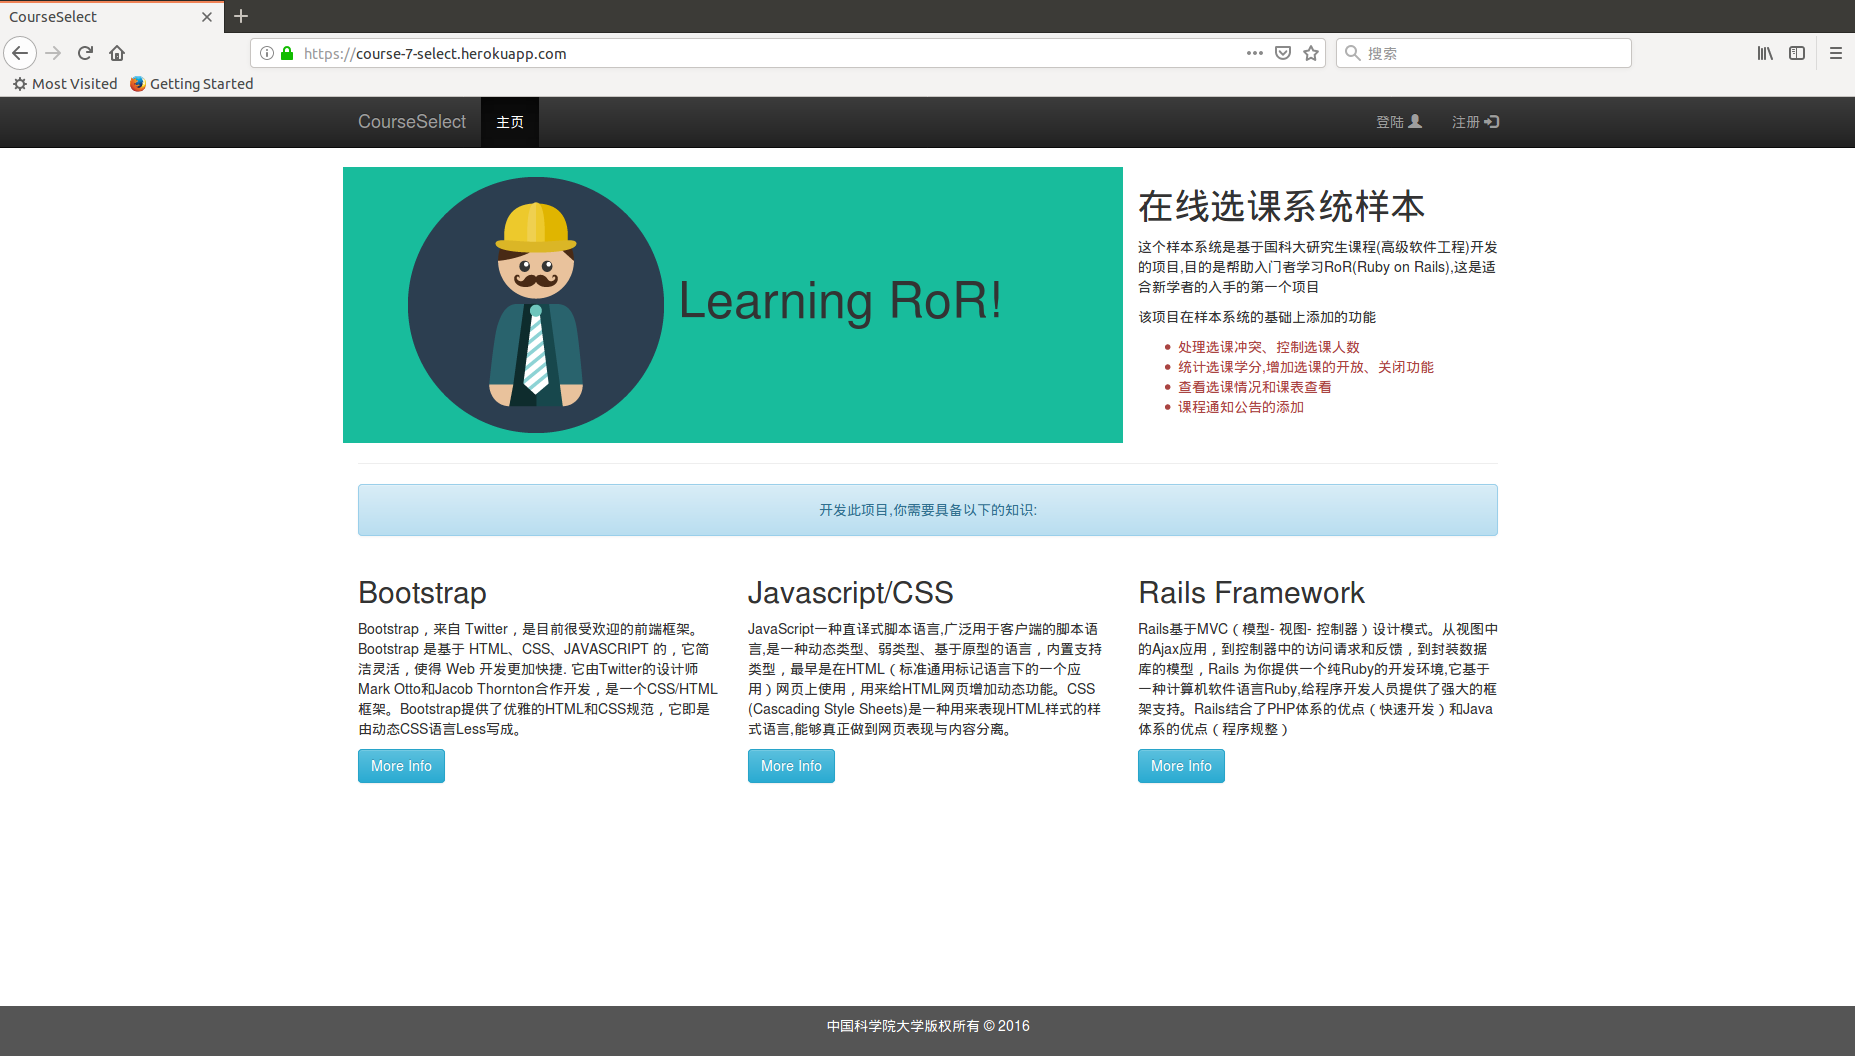 CourseSelect
https://course-7-select.herokuapp.com
搜索
Most Visited
Getting Started
CourseSelect
主页
登陆
注册
Learning RoR!
在线选课系统样本
这个样本系统是基于国科大研究生课程(高级软件工程)开发
的项目,目的是帮助入门者学习RoR(Ruby on Rails),这是适
合新学者的入手的第一个项目
该项目在样本系统的基础上添加的功能
处理选课冲突、控制选课人数
统计选课学分,增加选课的开放、关闭功能
查看选课情况和课表查看
课程通知公告的添加
开发此项目,你需要具备以下的知识:
Bootstrap
Bootstrap，来自 Twitter，是目前很受欢迎的前端框架。
Bootstrap 是基于 HTML、CSS、JAVASCRIPT 的，它简
洁灵活，使得 Web 开发更加快捷. 它由Twitter的设计师
Mark Otto和Jacob Thornton合作开发，是一个CSS/HTML
框架。Bootstrap提供了优雅的HTML和CSS规范，它即是
由动态CSS语言Less写成。
More Info
Javascript/CSS
JavaScript一种直译式脚本语言,广泛用于客户端的脚本语
言,是一种动态类型、弱类型、基于原型的语言，内置支持
类型，最早是在HTML（标准通用标记语言下的一个应
用）网页上使用，用来给HTML网页增加动态功能。CSS
(Cascading Style Sheets)是一种用来表现HTML样式的样
式语言,能够真正做到网页表现与内容分离。
More Info
Rails Framework
Rails基于MVC（模型- 视图- 控制器）设计模式。从视图中
的Ajax应用，到控制器中的访问请求和反馈，到封装数据
库的模型，Rails 为你提供一个纯Ruby的开发环境,它基于
一种计算机软件语言Ruby,给程序开发人员提供了强大的框
架支持。Rails结合了PHP体系的优点（快速开发）和Java
体系的优点（程序规整）
More Info
中国科学院大学版权所有 © 2016